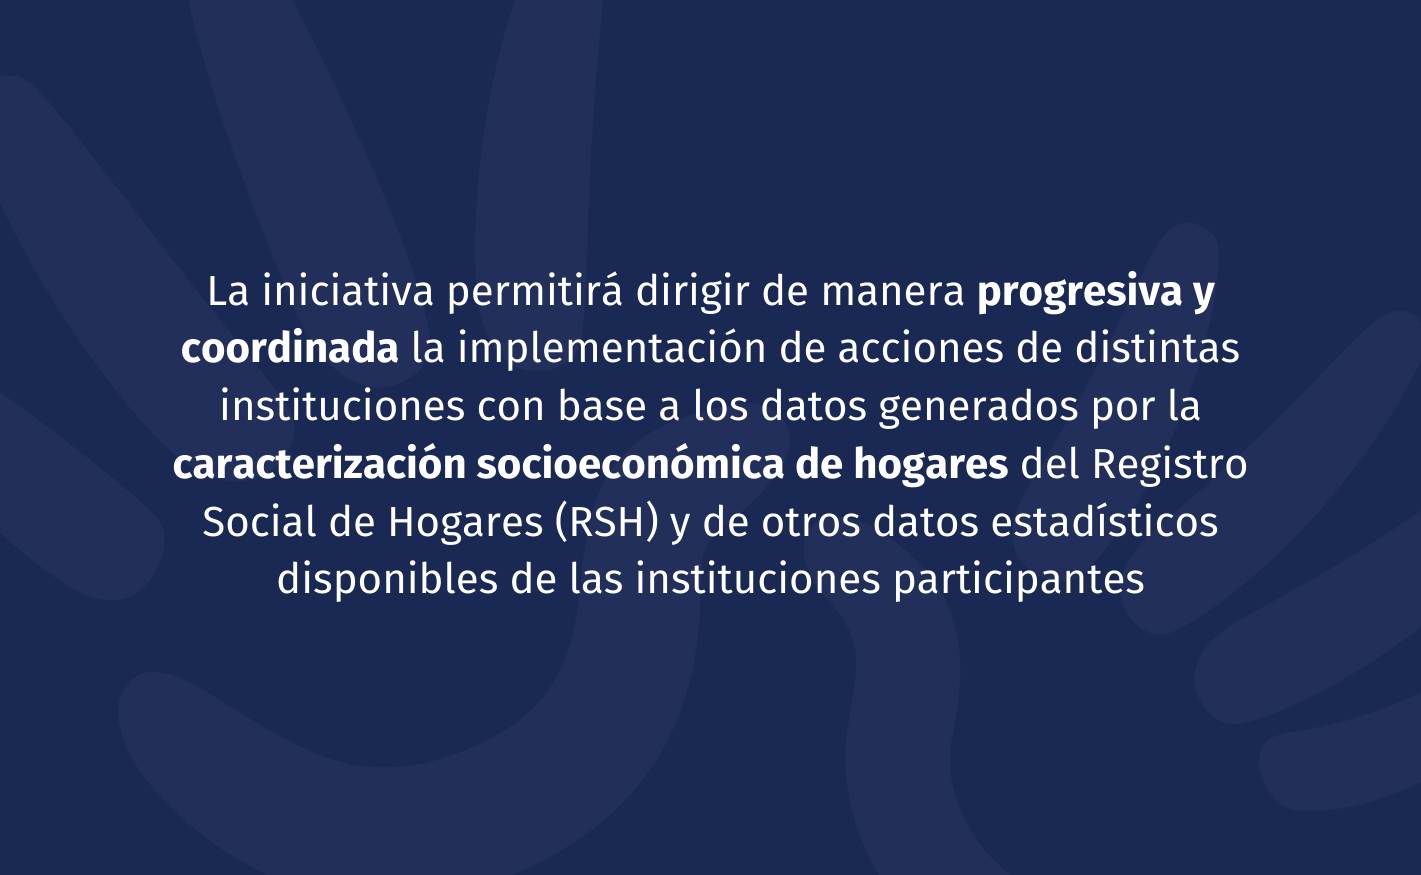 La iniciativa permitirá dirigir de manera progresiva y
coordinada la implementación de acciones de distintas
instituciones con base a los datos generados por la
caracterización socioeconómica de hogares del Registro
Social de Hogares (RSH) y de otros datos estadísticos
disponibles de las instituciones participantes